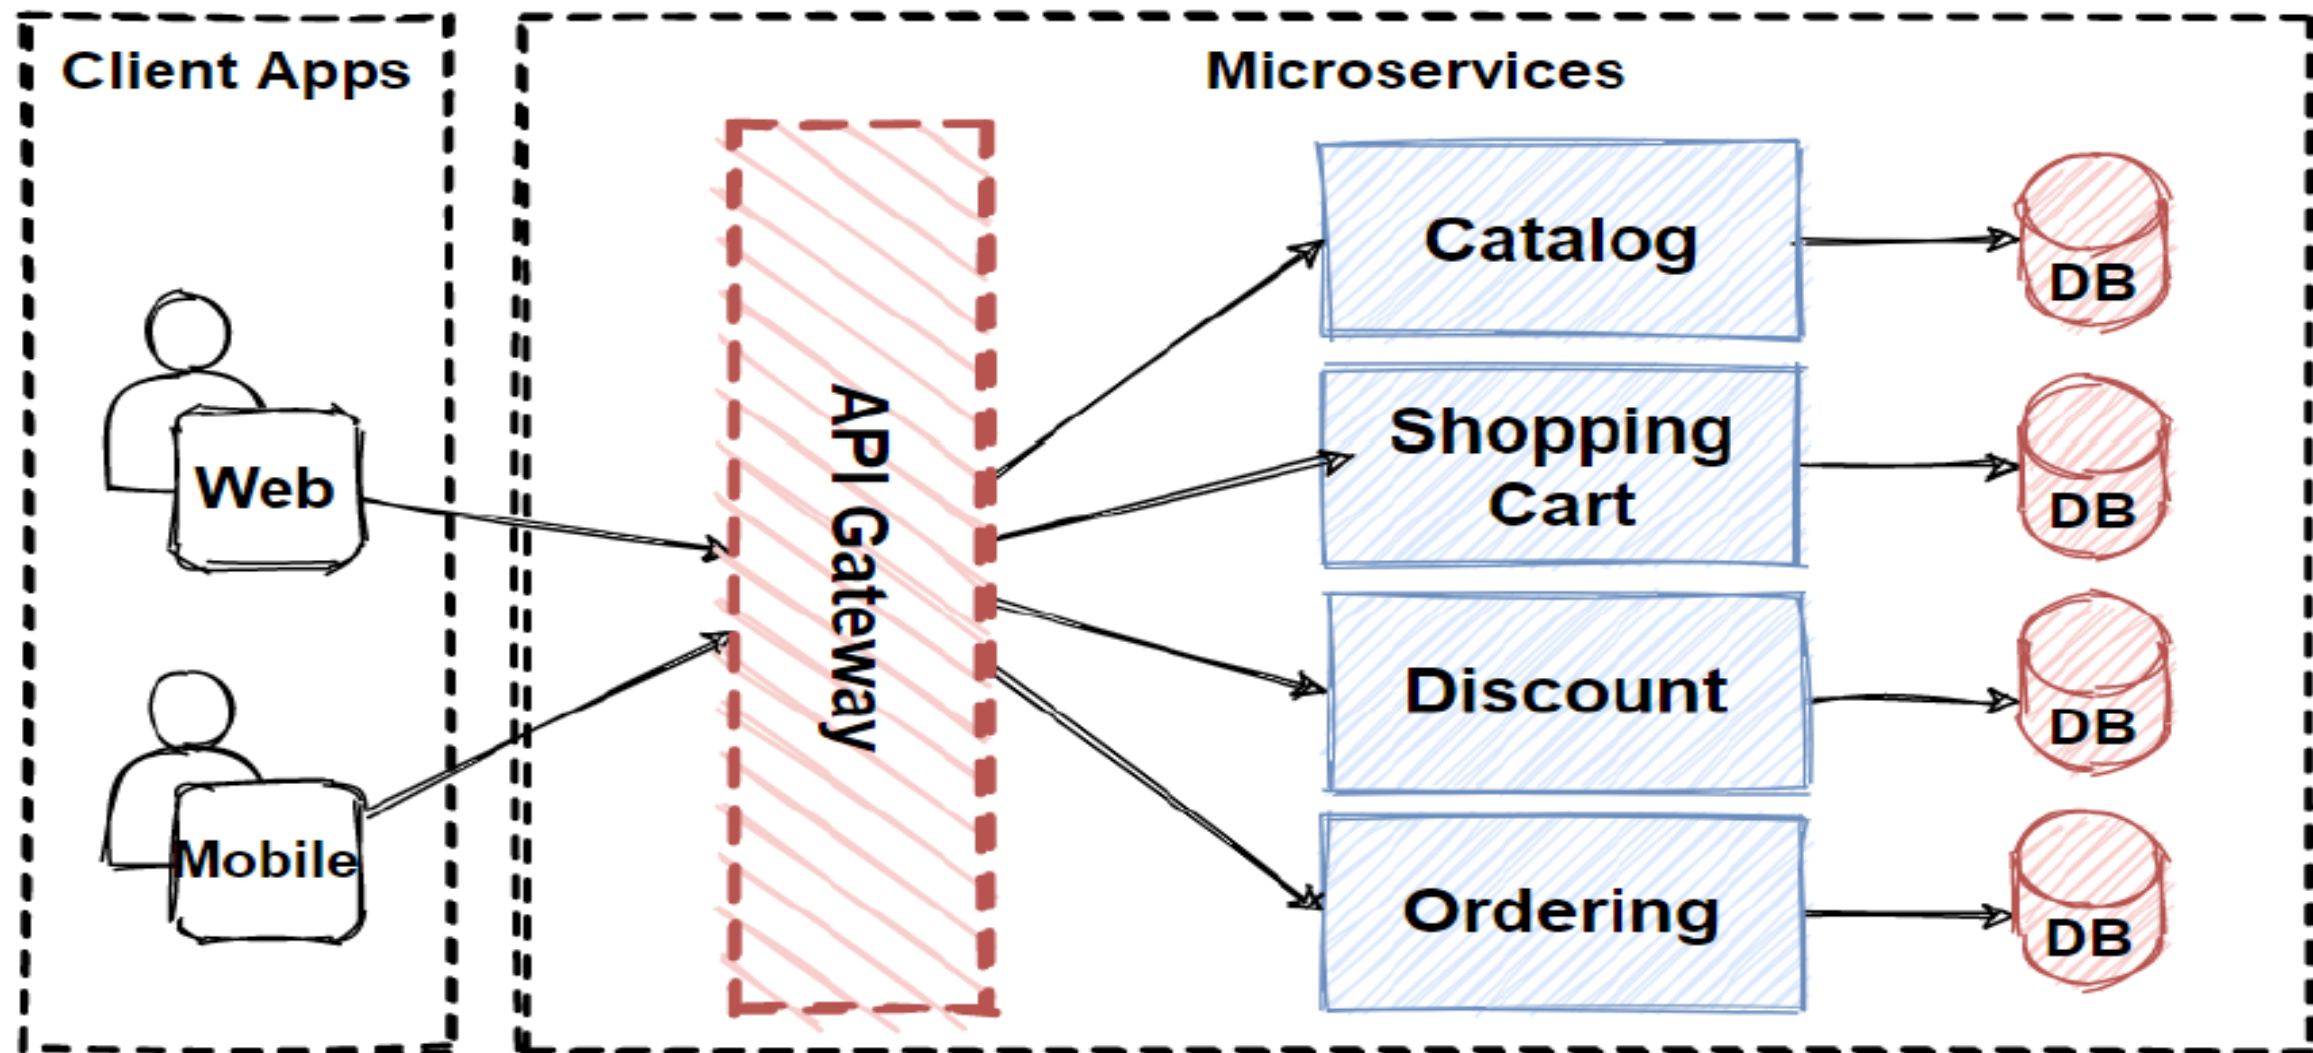 Client Apps
Web
Mobile
Microservices
API Gateway
Catalog
DB
Shopping
Cart
DB
Discount
DB
Ordering
DB